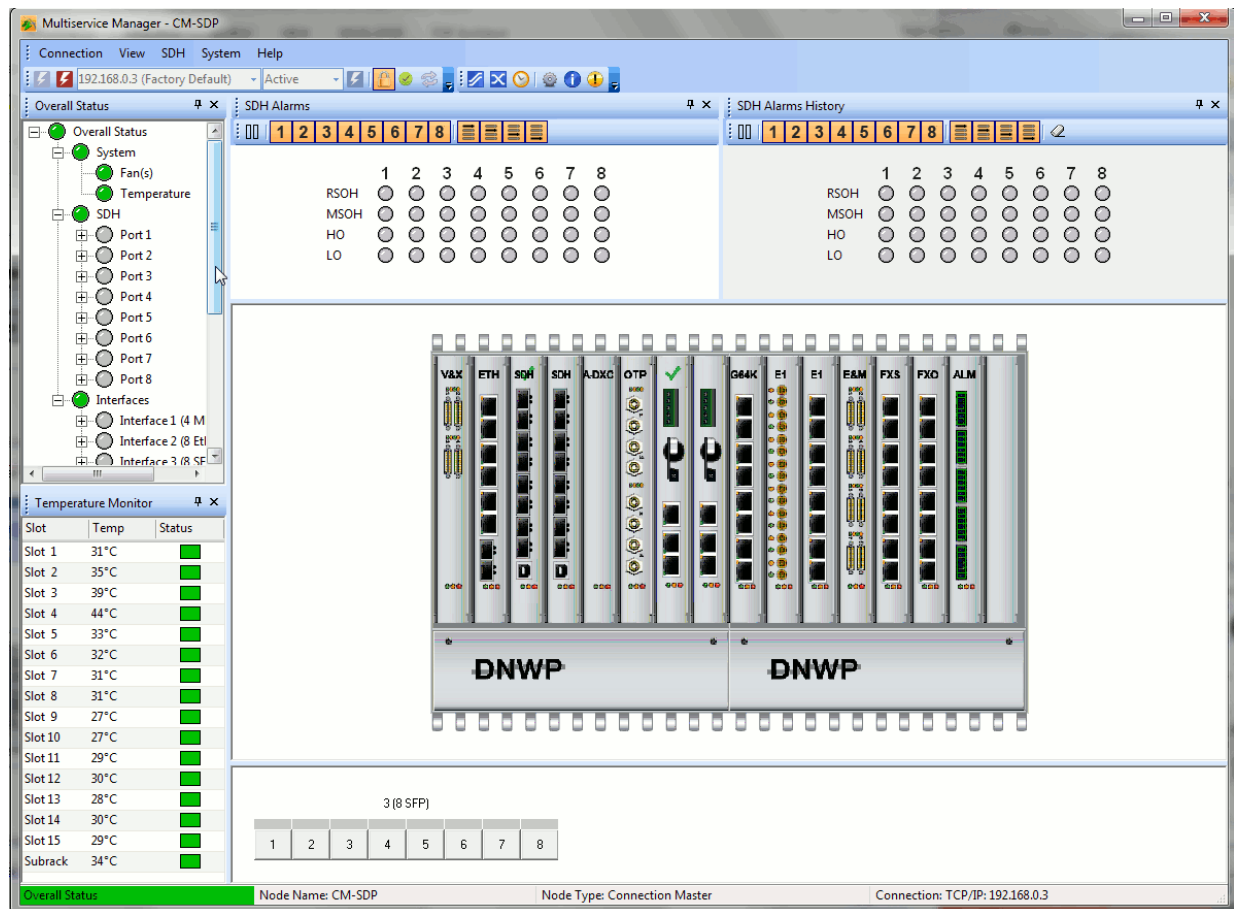 Multiservice Manager - CM-SDP
Connection View SDH System Help
192.168.0.3 (Factory Default) Active
Overall Status
Overall Status
System
Fan(s)
Temperature
SDH
Port 1
Port 2
Port 3
Port 4
Port 5
Port 6
Port 7
Port 8
Interfaces
Interface 1 (4 M
Interface 2 (8 Etl
Interface 3 (8 SF
SDH Alarms
1 2 3 4 5 6 7 8
1 2 3 4 5 6 7 8
RSOH
MSOH
HO
LO
SDH Alarms History
1 2 3 4 5 6 7 8
1 2 3 4 5 6 7 8
RSOH
MSOH
HO
LO
V&X ETH SDH SDH A-DXC OTP G64K E1 E1 E&M FXS FXO ALM
D D
DNWP DNWP
Temperature Monitor
Slot Temp Status
Slot 1 31°C
Slot 2 35°C
Slot 3 39°C
Slot 4 44°C
Slot 5 33°C
Slot 6 32°C
Slot 7 31°C
Slot 8 31°C
Slot 9 27°C
Slot 10 27°C
Slot 11 29°C
Slot 12 30°C
Slot 13 28°C
Slot 14 30°C
Slot 15 29°C
Subrack 34°C
3 (8 SFP)
1 2 3 4 5 6 7 8
Overall Status Node Name: CM-SDP Node Type: Connection Master Connection: TCP/IP: 192.168.0.3